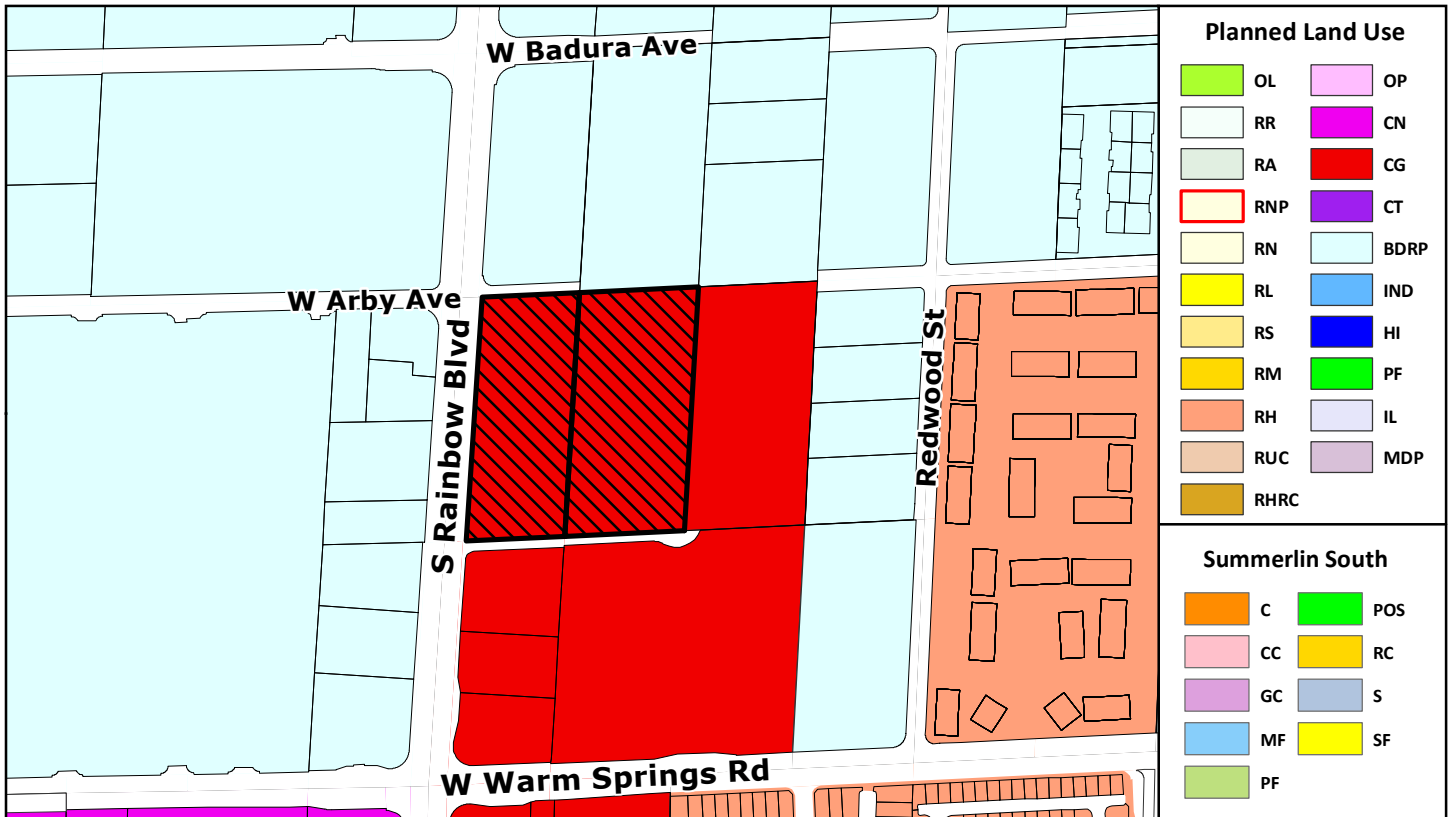 W Badura Ave
W Arby Ave
S Rainbow Blvd
Redwood St
W Warm Springs Rd
Planned Land Use
OL OP
RR CN
RA CG
RNP CT
RN BDRP
RL IND
RS HI
RM PF
RH IL
RUC MDP
RHRC
Summerlin South
C POS
CC RC
GC S
MF SF
PF